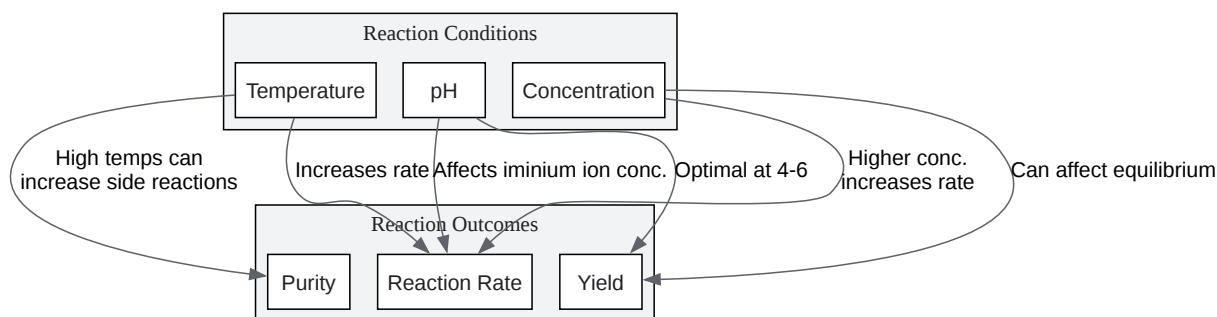 Reaction Conditions
Temperature
pH
Concentration
High temps can
increase side reactions
Increases rate
Affects iminium ion conc.
Optimal at 4-6
Higher conc.
increases rate
Can affect equilibrium
Reaction Outcomes
Purity
Reaction Rate
Yield